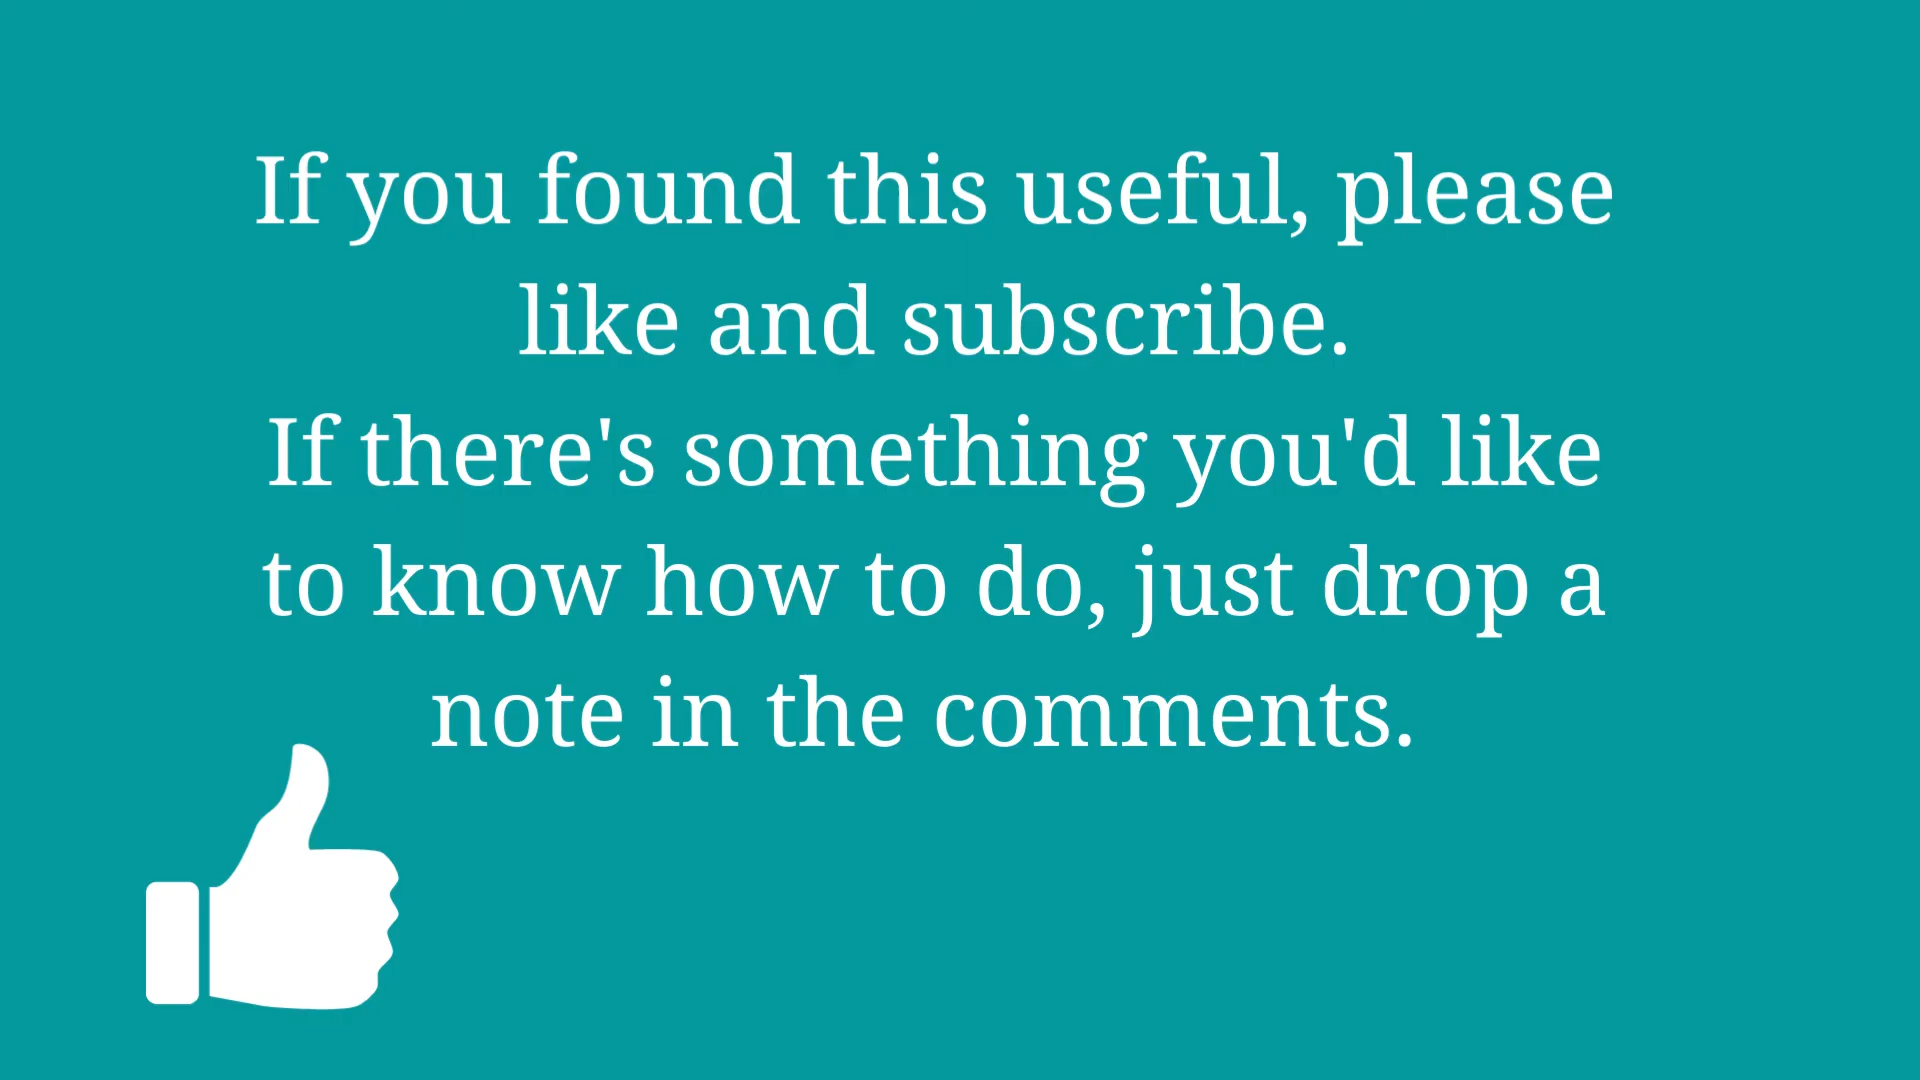 If you found this useful, please
like and subscribe.
If there's something you'd like
to know how to do, just drop a
note in the comments.